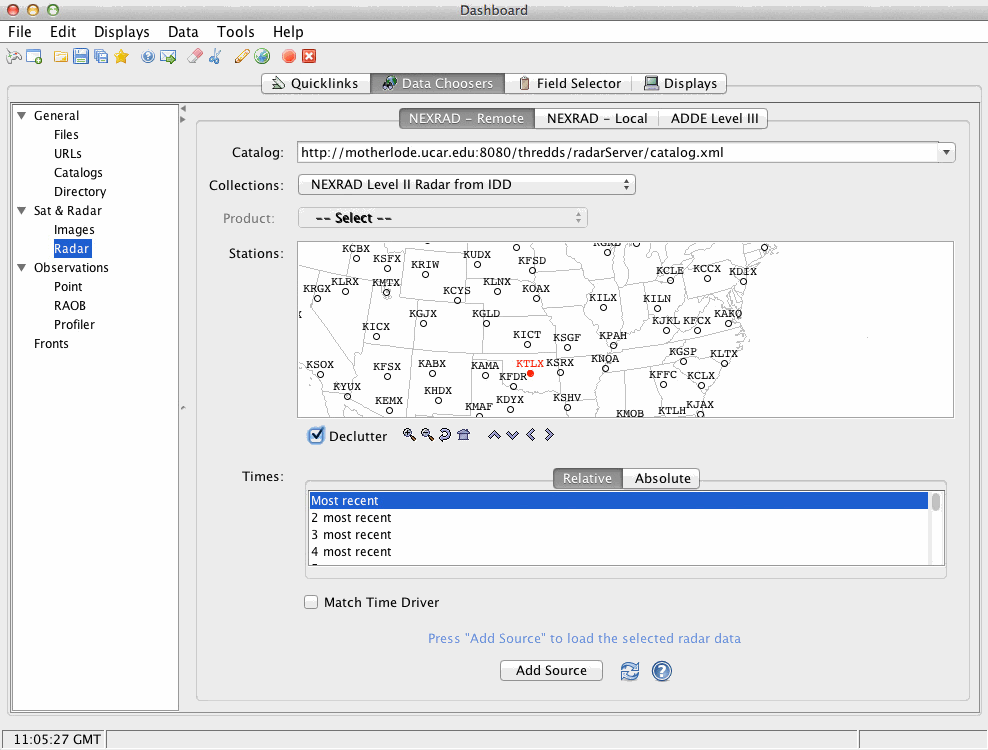 Dashboard
File Edit Displays Data Tools Help
Quicklinks Data Choosers Field Selector Displays
General
Files
URLs
Catalogs
Directory
Sat & Radar
Images
Radar
Observations
Point
RAOB
Profiler
Fronts
NEXRAD - Remote NEXRAD - Local ADDE Level III
Catalog: http://motherlode.ucar.edu:8080/thredds/radarServer/catalog.xml
Collections: NEXRAD Level II Radar from IDD
Product: -- Select --
Stations:
KCBX KSFX KRIW KUDX KFSD
KRGX KLRX KMTX KCYS KLNX KOAX KILX KILN KCLE KCCX KDIX
KICX KGJX KGLD KICT KSGF KPAH KJKL KFCX KAKQ
KSOX KFSX KABX KAMA KTLX KSRX KNQA KGSP KLTX
KYUX KEMX KHDX KFDR KFFC KCLX
KMAF KDYX KSHV KMOB KTLH KJAX
Declutter
Times: Relative Absolute
Most recent
2 most recent
3 most recent
4 most recent
Match Time Driver
Press "Add Source" to load the selected radar data
Add Source
11:05:27 GMT